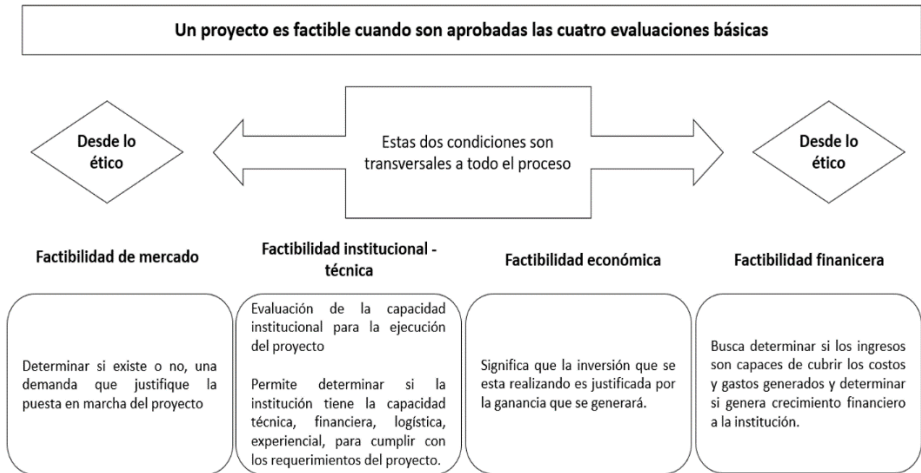 Un proyecto es factible cuando son aprobadas las cuatro evaluaciones básicas
Desde lo
ético
Estas dos condiciones son
transversales a todo el proceso
Desde lo
ético
Factibilidad de mercado
Factibilidad institucional -
técnica
Factibilidad económica
Factibilidad finanicera
Determinar si existe o no, una
demanda que justifique la
puesta en marcha del proyecto
Evaluación de la capacidad
institucional para la ejecución
del proyecto
Permite determinar si la
institución tiene la capacidad
técnica, financiera, logística,
experiencial, para cumplir con
los requerimientos del proyecto.
Significa que la inversión que se
esta realizando es justificada por
la ganancia que se generará.
Busca determinar si los ingresos
son capaces de cubrir los costos
y gastos generados y determinar
si genera crecimiento financiero
a la institución.